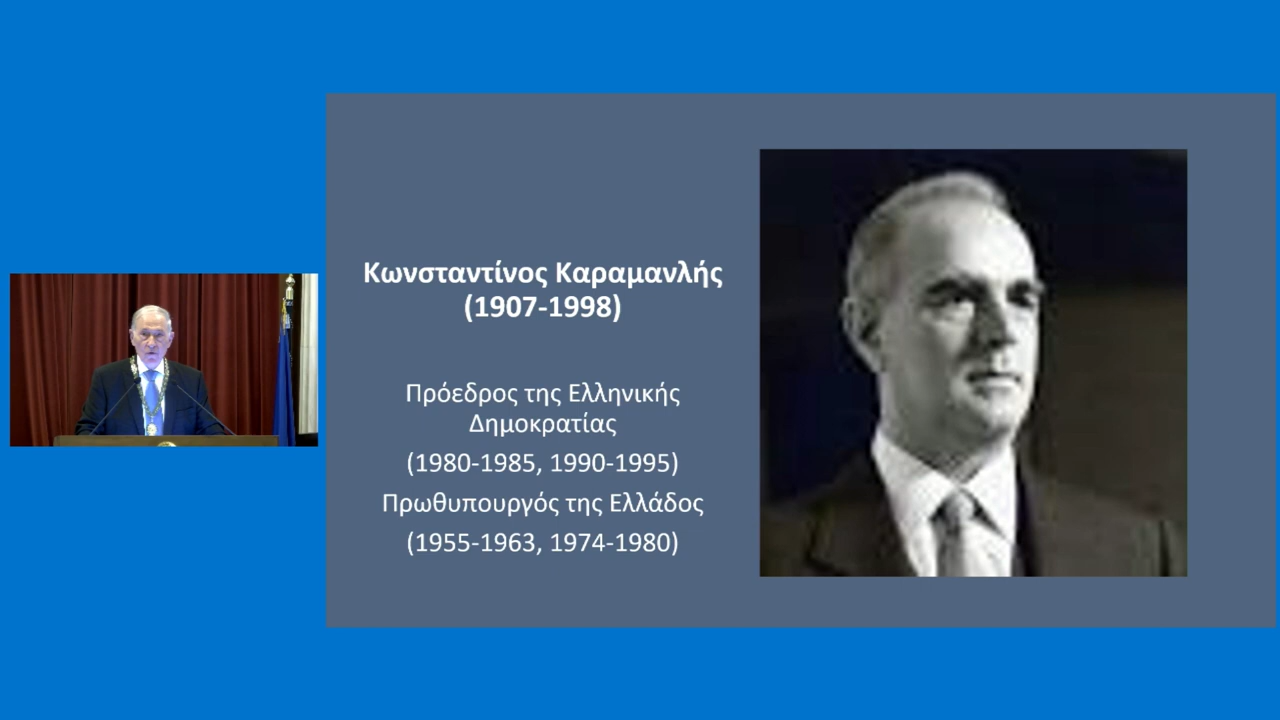 Κωνσταντίνος Καραμανλής
(1907-1998)
Πρόεδρος της Ελληνικής
Δημοκρατίας
(1980-1985, 1990-1995)
Πρωθυπουργός της Ελλάδος
(1955-1963, 1974-1980)